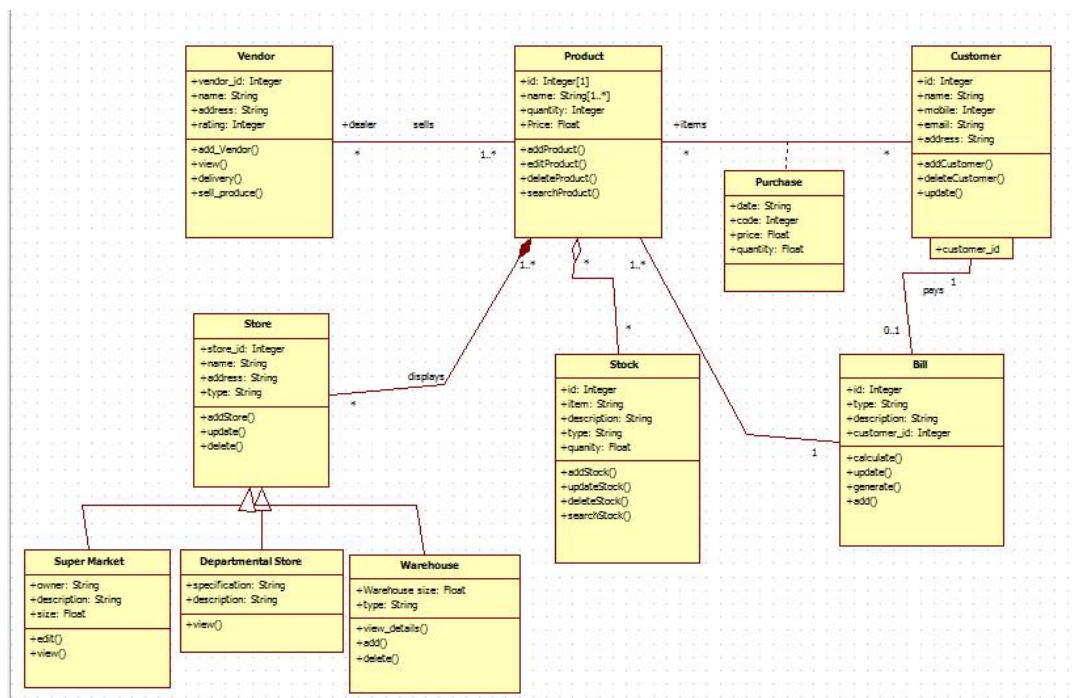 Vendor
+vendor_id: Integer
+name: String
+address: String
+rating: Integer
+add_Vendor()
+view()
+delivery()
+sell_produce()
+dealer
sells
*
1..*
Product
+id: Integer[1]
+name: String[1..*]
+quantity: Integer
+Price: Float
+addProduct()
+editProduct()
+deleteProduct()
+searchProduct()
+items
*
*
Customer
+id: Integer
+name: String
+mobile: Integer
+email: String
+address: String
+addCustomer()
+deleteCustomer()
+update()
+customer_id
Purchase
+date: String
+code: Integer
+price: Float
+quantity: Float
1..*
*
1..*
1
pays
0..1
Store
+store_id: Integer
+name: String
+address: String
+type: String
+addStore()
+update()
+delete()
displays
*
*
Stock
+id: Integer
+item: String
+description: String
+type: String
+quanity: Float
+addStock()
+updateStock()
+deleteStock()
+searchStock()
1
Bill
+id: Integer
+type: String
+description: String
+customer_id: Integer
+calculate()
+update()
+generate()
+add()
Super Market
+owner: String
+description: String
+size: Float
+edit()
+view()
Departmental Store
+specification: String
+description: String
+view()
Warehouse
+Warehouse size: Float
+type: String
+view_details()
+add()
+delete()